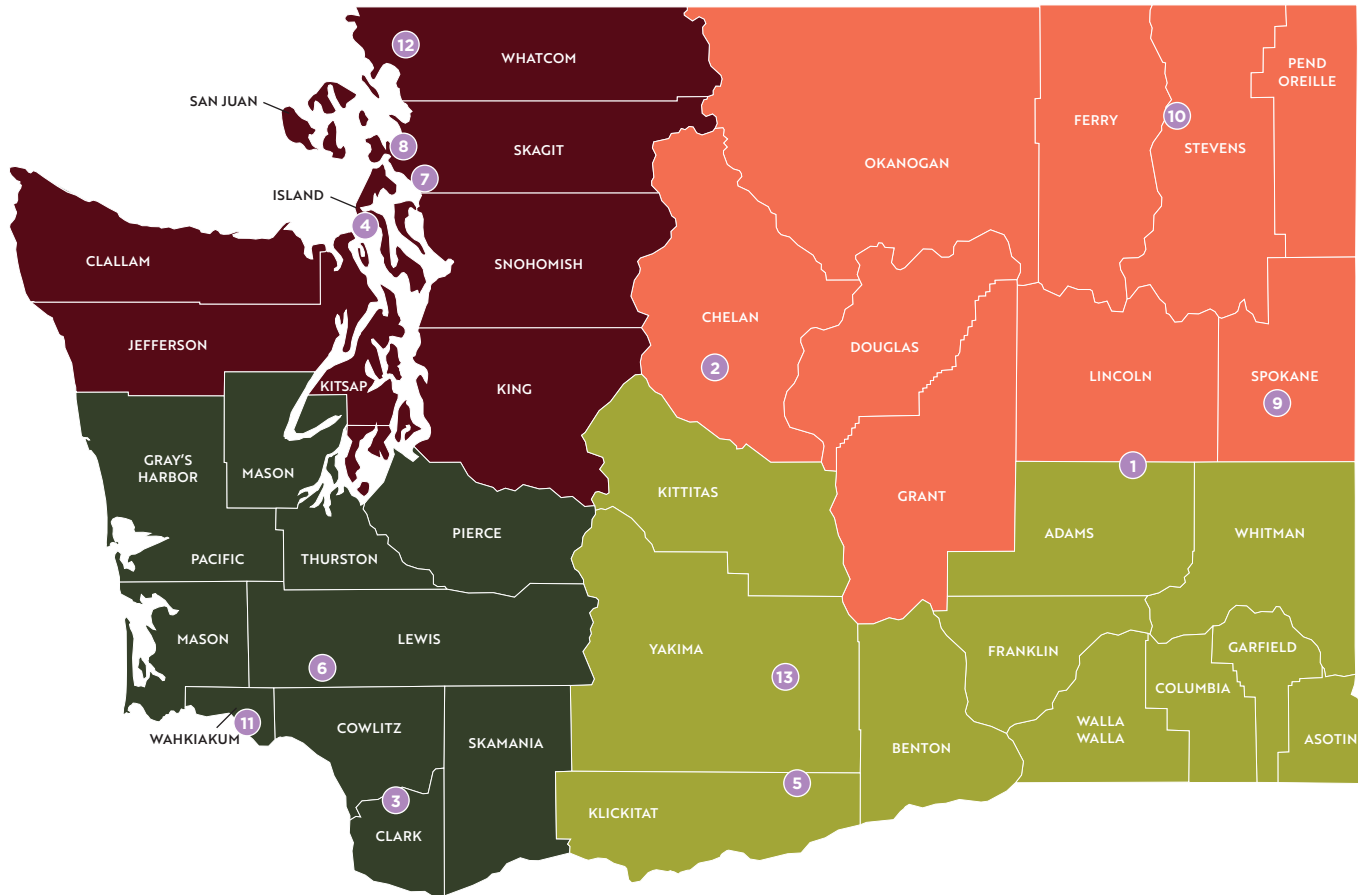 12
WHATCOM
PEND
OREILLE
SAN JUAN
FERRY
10
8
SKAGIT
STEVENS
OKANOGAN
7
ISLAND
4
CLALLAM
SNOHOMISH
CHELAN
JEFFERSON
DOUGLAS
2
LINCOLN
SPOKANE
KITSAP
KING
9
GRAY'S
HARBOR
MASON
1
KITTITAS
GRANT
PIERCE
ADAMS
WHITMAN
PACIFIC
THURSTON
MASON
LEWIS
YAKIMA
FRANKLIN
GARFIELD
6
13
COLUMBIA
11
WAHKIAKUM
COWLITZ
SKAMANIA
WALLA
WALLA
BENTON
ASOTIN
5
3
KLICKITAT
CLARK